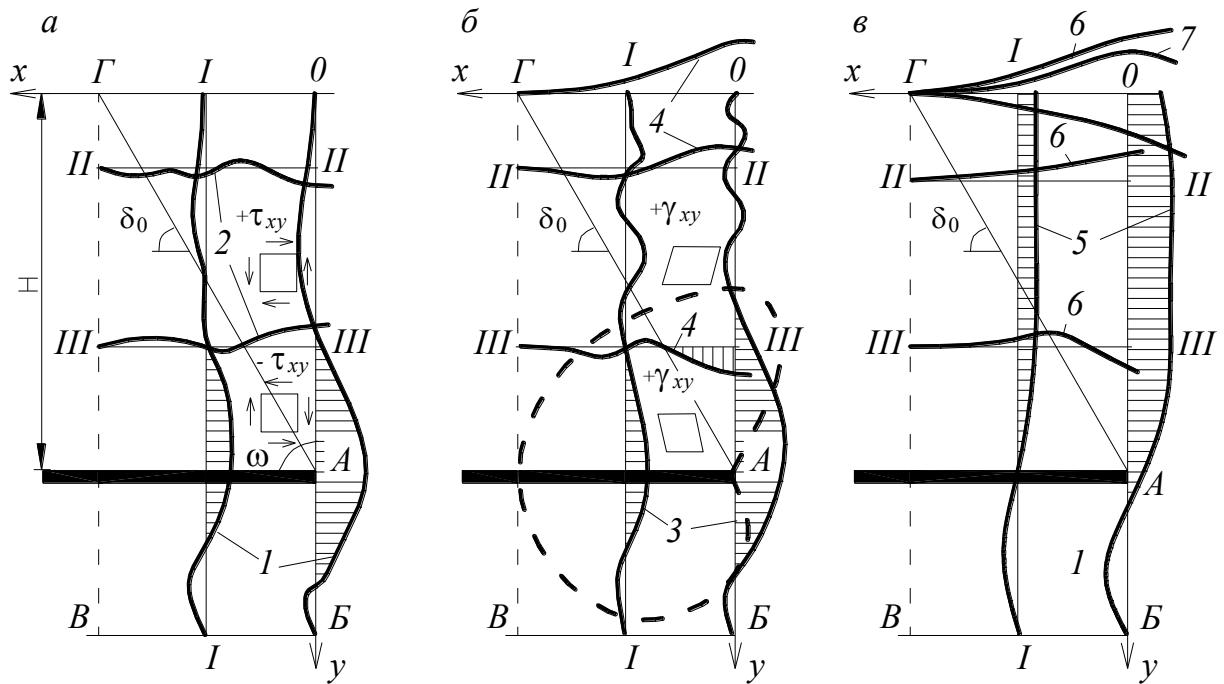 а
x Г I 0
II II
δ₀ +τxy
2
H
III III
- τxy
ω A
1
В Б
I y
б
4
x Г I 0
4
II II
δ₀ +γxy
4
III III
+γxy
A
3
В Б
I y
в
6
I 7
x Г 0
6
II II
δ₀ 5
6
III III
A
1
В Б
I y